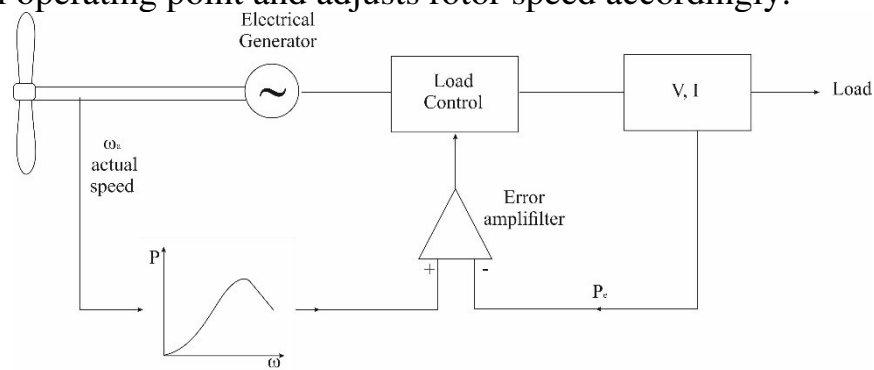 operating point and adjusts rotor speed accordingly.
Electrical
Generator
~
Load
Control
V, I
Load
ωₐ
actual
speed
Error
amplifilter
+ -
P
ω
Pₑ